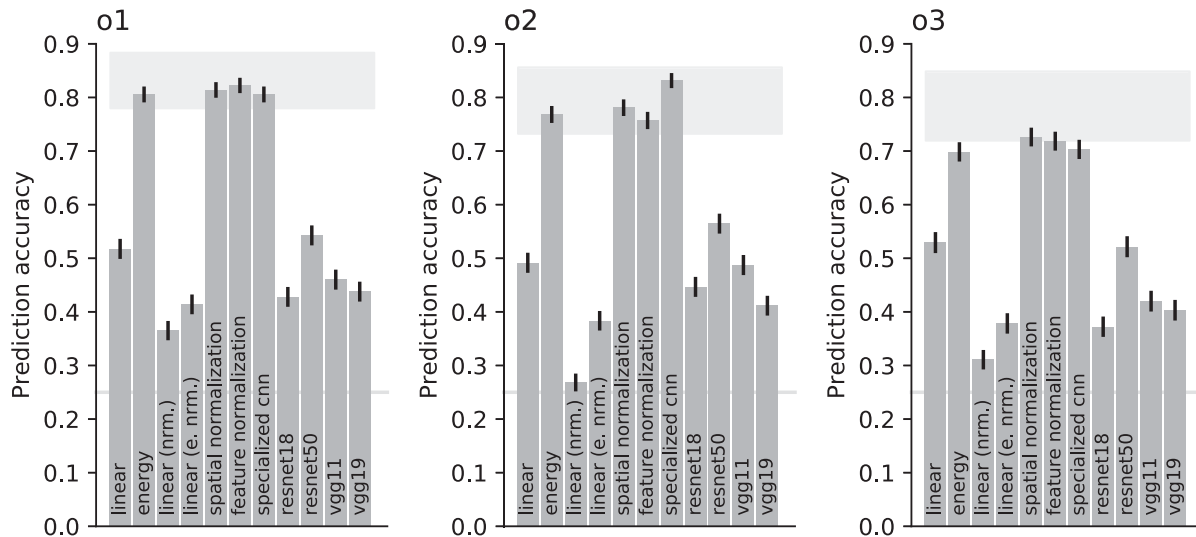 o1
Prediction accuracy
0.9
0.8
0.7
0.6
0.5
0.4
0.3
0.2
0.1
0.0
linear
energy
linear (nrm.)
linear (e. nrm.)
spatial normalization
feature normalization
specialized cnn
resnet18
resnet50
vgg11
vgg19
o2
Prediction accuracy
0.9
0.8
0.7
0.6
0.5
0.4
0.3
0.2
0.1
0.0
linear
energy
linear (nrm.)
linear (e. nrm.)
spatial normalization
feature normalization
specialized cnn
resnet18
resnet50
vgg11
vgg19
o3
Prediction accuracy
0.9
0.8
0.7
0.6
0.5
0.4
0.3
0.2
0.1
0.0
linear
energy
linear (nrm.)
linear (e. nrm.)
spatial normalization
feature normalization
specialized cnn
resnet18
resnet50
vgg11
vgg19